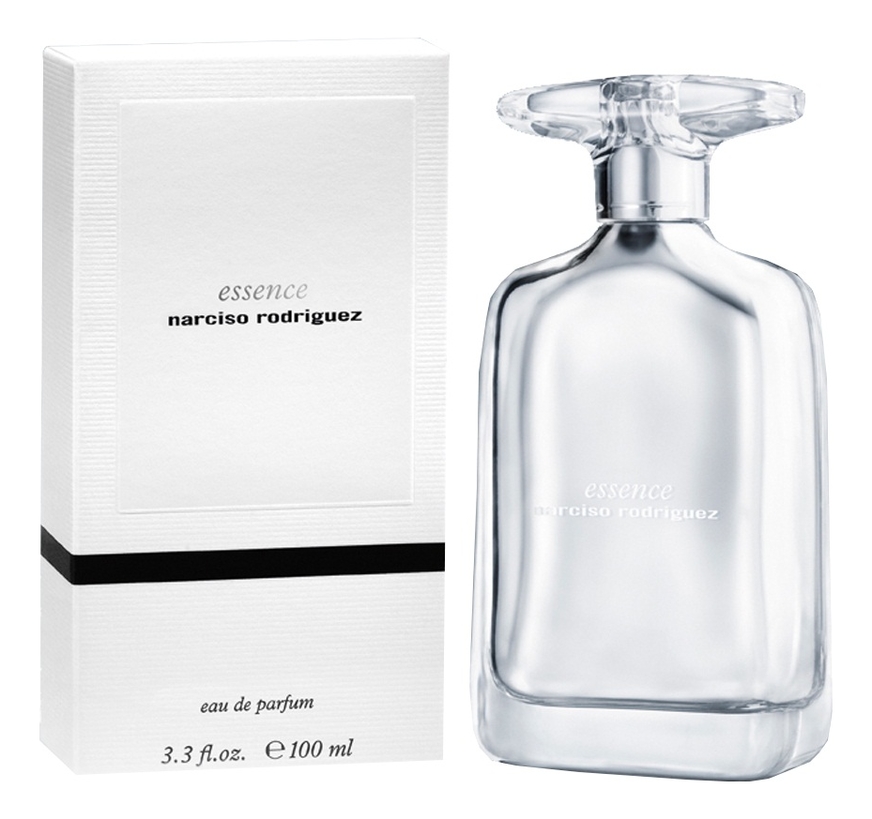 essence
narciso rodriguez
eau de parfum
3.3 fl.oz. ℮ 100 ml
essence
narciso rodriguez